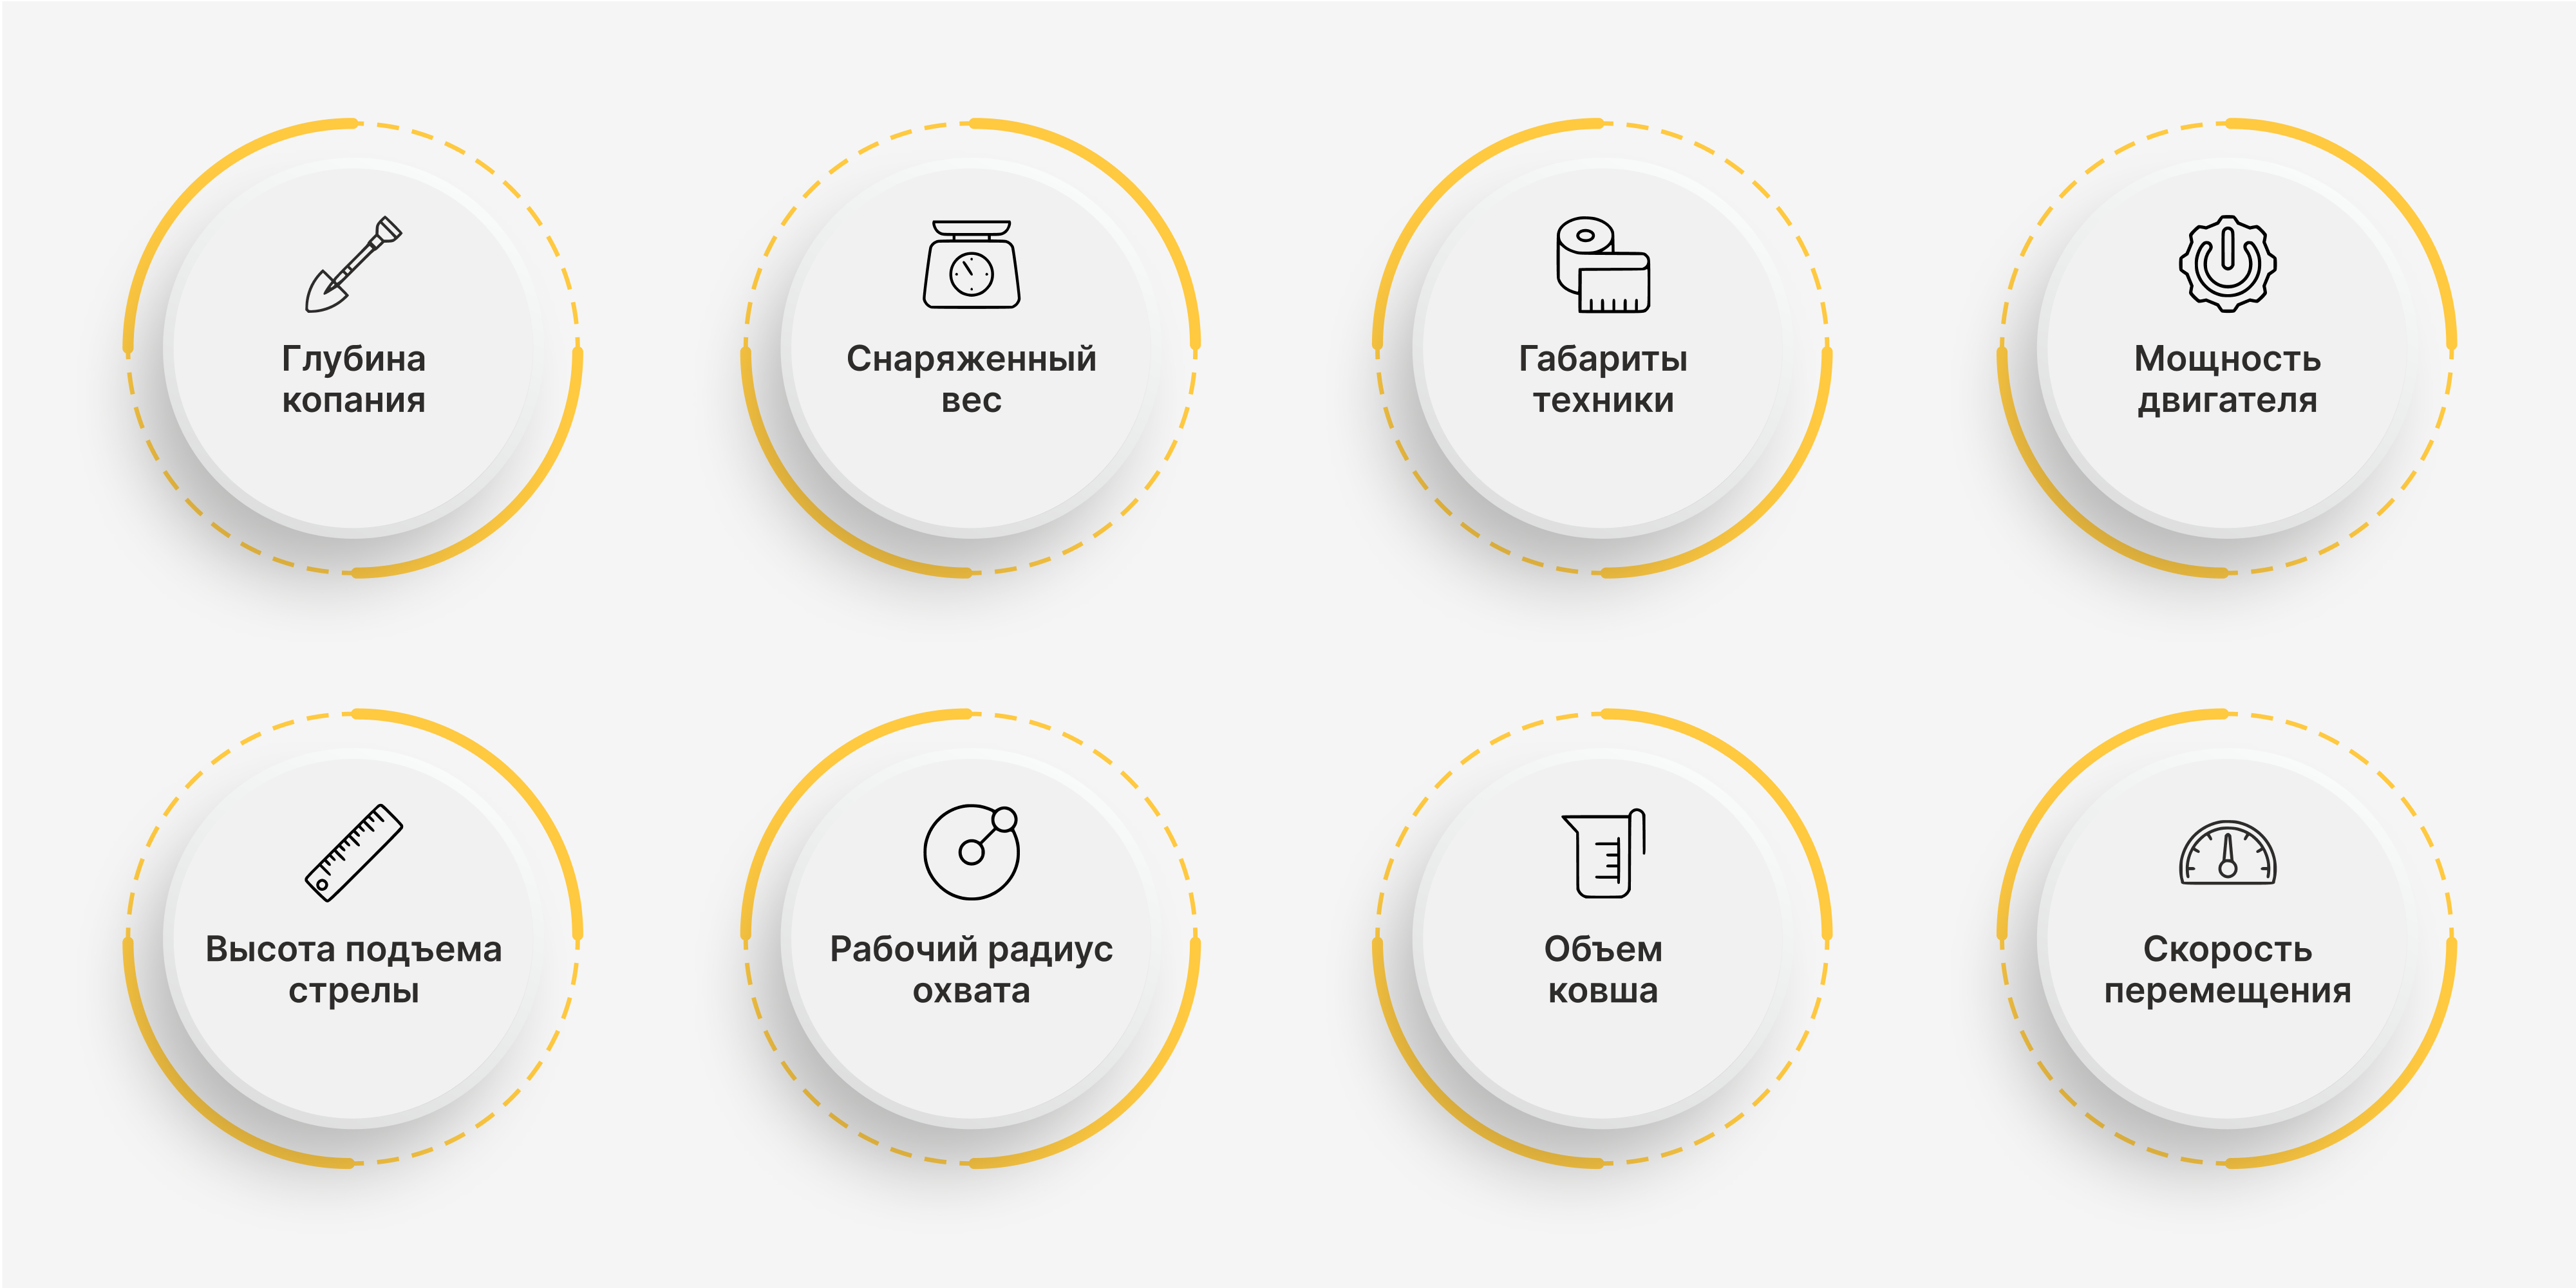 Глубина
копания
Снаряженный
вес
Габариты
техники
Мощность
двигателя
Высота подъема
стрелы
Рабочий радиус
охвата
Объем
ковша
Скорость
перемещения